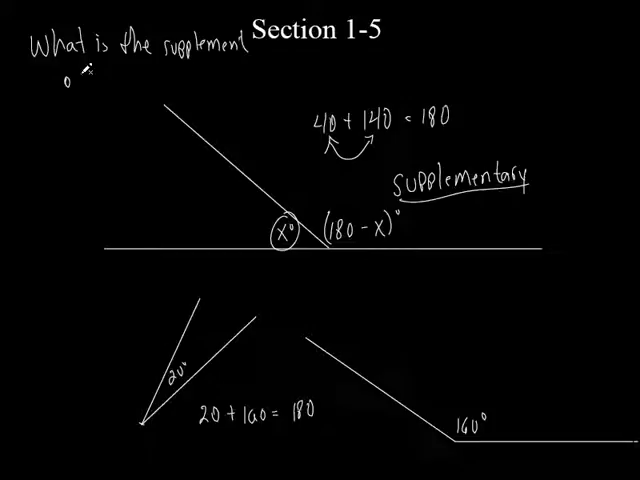 Section 1-5
What is the supplement
o
40 + 140 = 180
supplementary
x° (180 - x)°
20°
20 + 160 = 180
160°